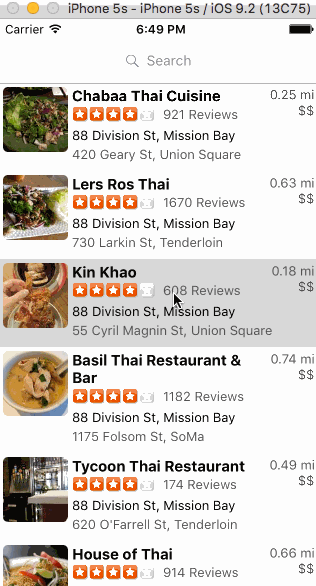 iPhone 5s - iPhone 5s / iOS 9.2 (13C75)
Carrier 6:49 PM
Search
Chabaa Thai Cuisine 0.25 mi
921 Reviews $$
88 Division St, Mission Bay
420 Geary St, Union Square
Lers Ros Thai 0.63 mi
1670 Reviews $$
88 Division St, Mission Bay
730 Larkin St, Tenderloin
Kin Khao 0.18 mi
608 Reviews $$
88 Division St, Mission Bay
55 Cyril Magnin St, Union Square
Basil Thai Restaurant & 0.74 mi
Bar $$
1182 Reviews
88 Division St, Mission Bay
1175 Folsom St, SoMa
Tycoon Thai Restaurant 0.49 mi
174 Reviews $$
88 Division St, Mission Bay
620 O'Farrell St, Tenderloin
House of Thai 0.66 mi
914 Reviews $$